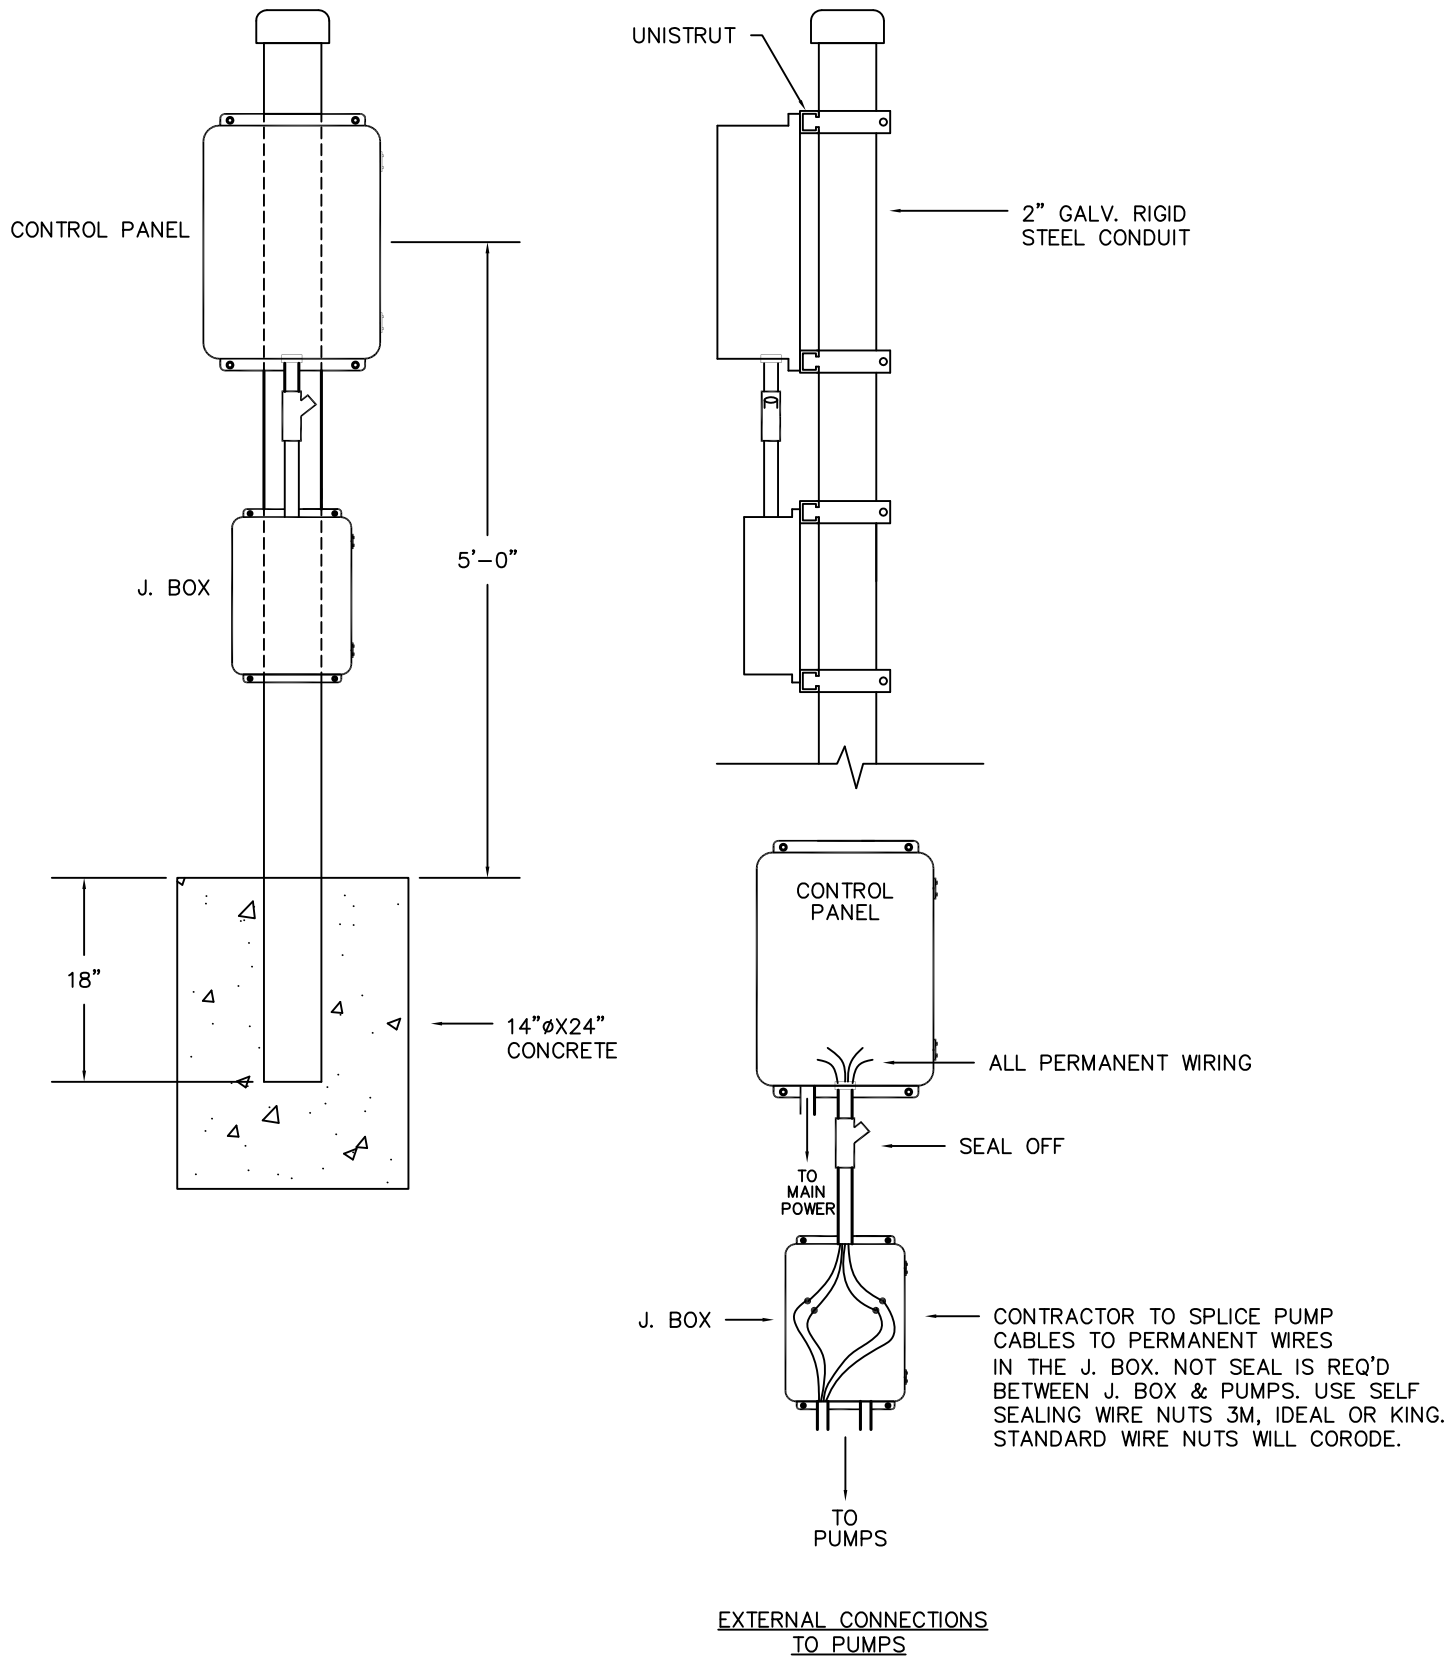 UNISTRUT
CONTROL PANEL
2" GALV. RIGID
STEEL CONDUIT
5'-0"
J. BOX
18"
14"øX24"
CONCRETE
CONTROL
PANEL
ALL PERMANENT WIRING
SEAL OFF
TO
MAIN
POWER
J. BOX
CONTRACTOR TO SPLICE PUMP
CABLES TO PERMANENT WIRES
IN THE J. BOX. NOT SEAL IS REQ'D
BETWEEN J. BOX & PUMPS. USE SELF
SEALING WIRE NUTS 3M, IDEAL OR KING.
STANDARD WIRE NUTS WILL CORODE.
TO
PUMPS
EXTERNAL CONNECTIONS
TO PUMPS